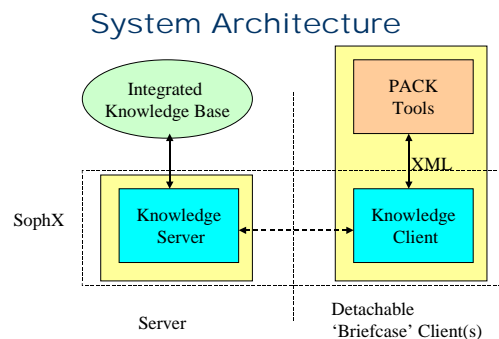 System Architecture
Integrated
Knowledge Base
PACK
Tools
XML
SophX
Knowledge
Server
Knowledge
Client
Server
Detachable
‘Briefcase’ Client(s)